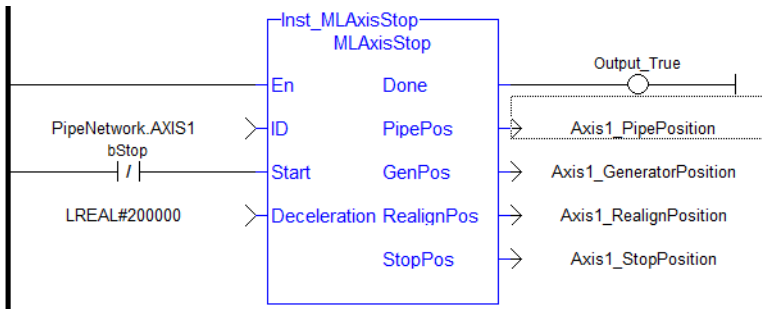 Inst_MLAxisStop
MLAxisStop
Output_True
En Done
PipeNetwork.AXIS1 ID PipePos Axis1_PipePosition
bStop
/ Start GenPos Axis1_GeneratorPosition
LREAL#200000 Deceleration RealignPos Axis1_RealignPosition
StopPos Axis1_StopPosition